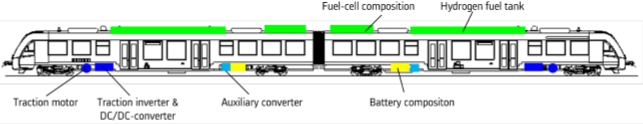 Fuel-cell composition
Hydrogen fuel tank
Traction motor
Traction inverter &
DC/DC-converter
Auxiliary converter
Battery compositon